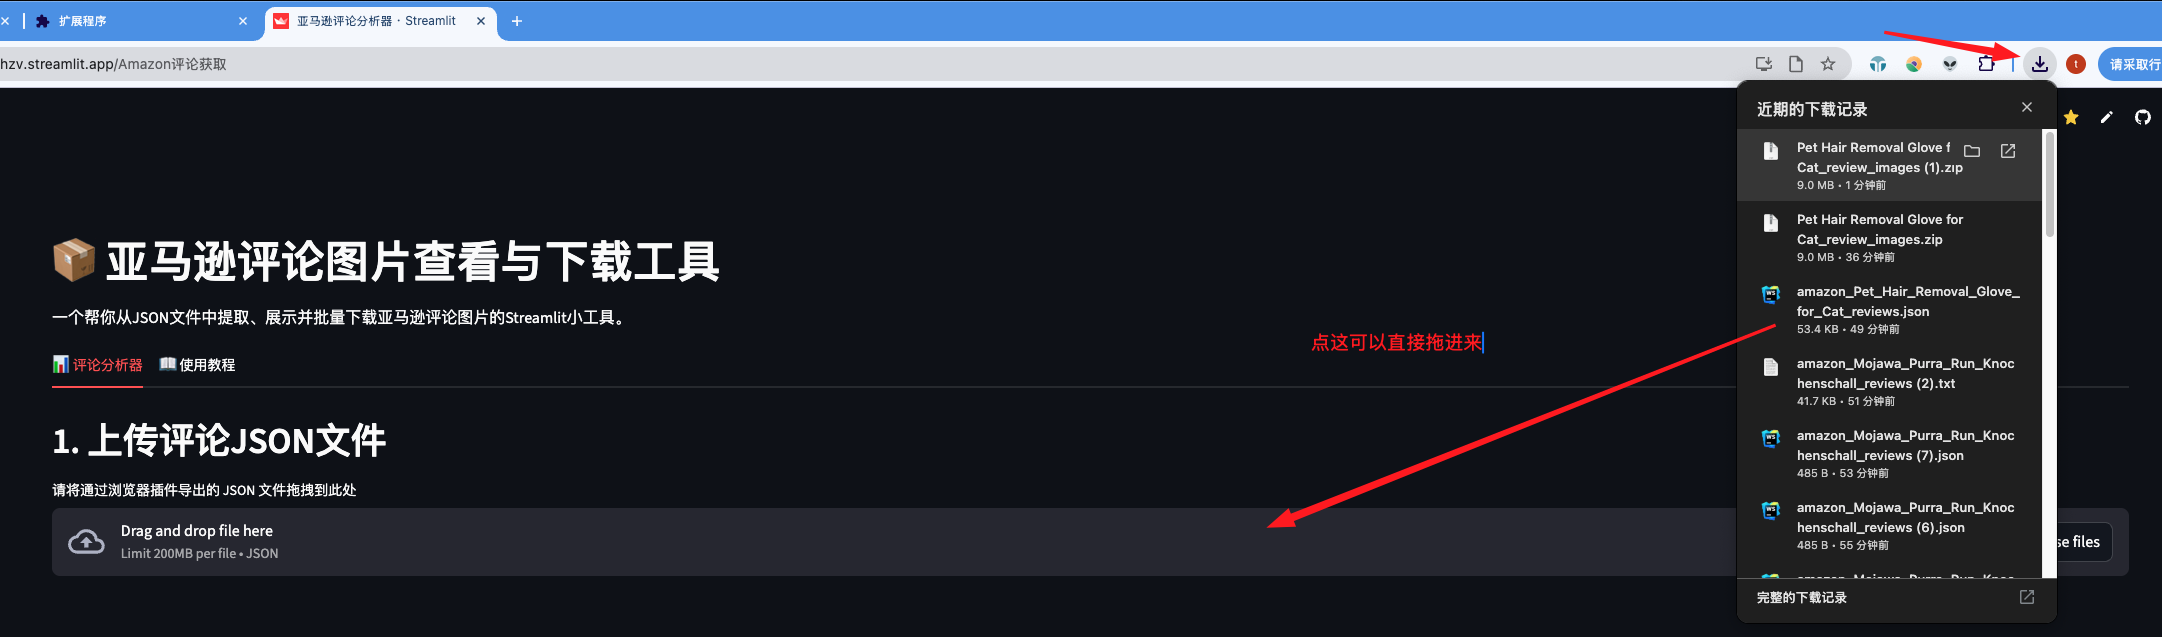 扩展程序
亚马逊评论分析器 · Streamlit
hzv.streamlit.app/Amazon评论获取
t
请采取行
近期的下载记录
Pet Hair Removal Glove f
Cat_review_images (1).zip
9.0 MB • 1 分钟前
Pet Hair Removal Glove for
Cat_review_images.zip
9.0 MB • 36 分钟前
amazon_Pet_Hair_Removal_Glove_
for_Cat_reviews.json
53.4 KB • 49 分钟前
amazon_Mojawa_Purra_Run_Knoc
henschall_reviews (2).txt
41.7 KB • 51 分钟前
amazon_Mojawa_Purra_Run_Knoc
henschall_reviews (7).json
485 B • 53 分钟前
amazon_Mojawa_Purra_Run_Knoc
henschall_reviews (6).json
485 B • 55 分钟前
amazon_Mojawa_Purra_Run_Knoc
完整的下载记录
亚马逊评论图片查看与下载工具
一个帮你从JSON文件中提取、展示并批量下载亚马逊评论图片的Streamlit小工具。
点这可以直接拖进来
评论分析器
使用教程
1. 上传评论JSON文件
请将通过浏览器插件导出的 JSON 文件拖拽到此处
Drag and drop file here
Limit 200MB per file • JSON
se files